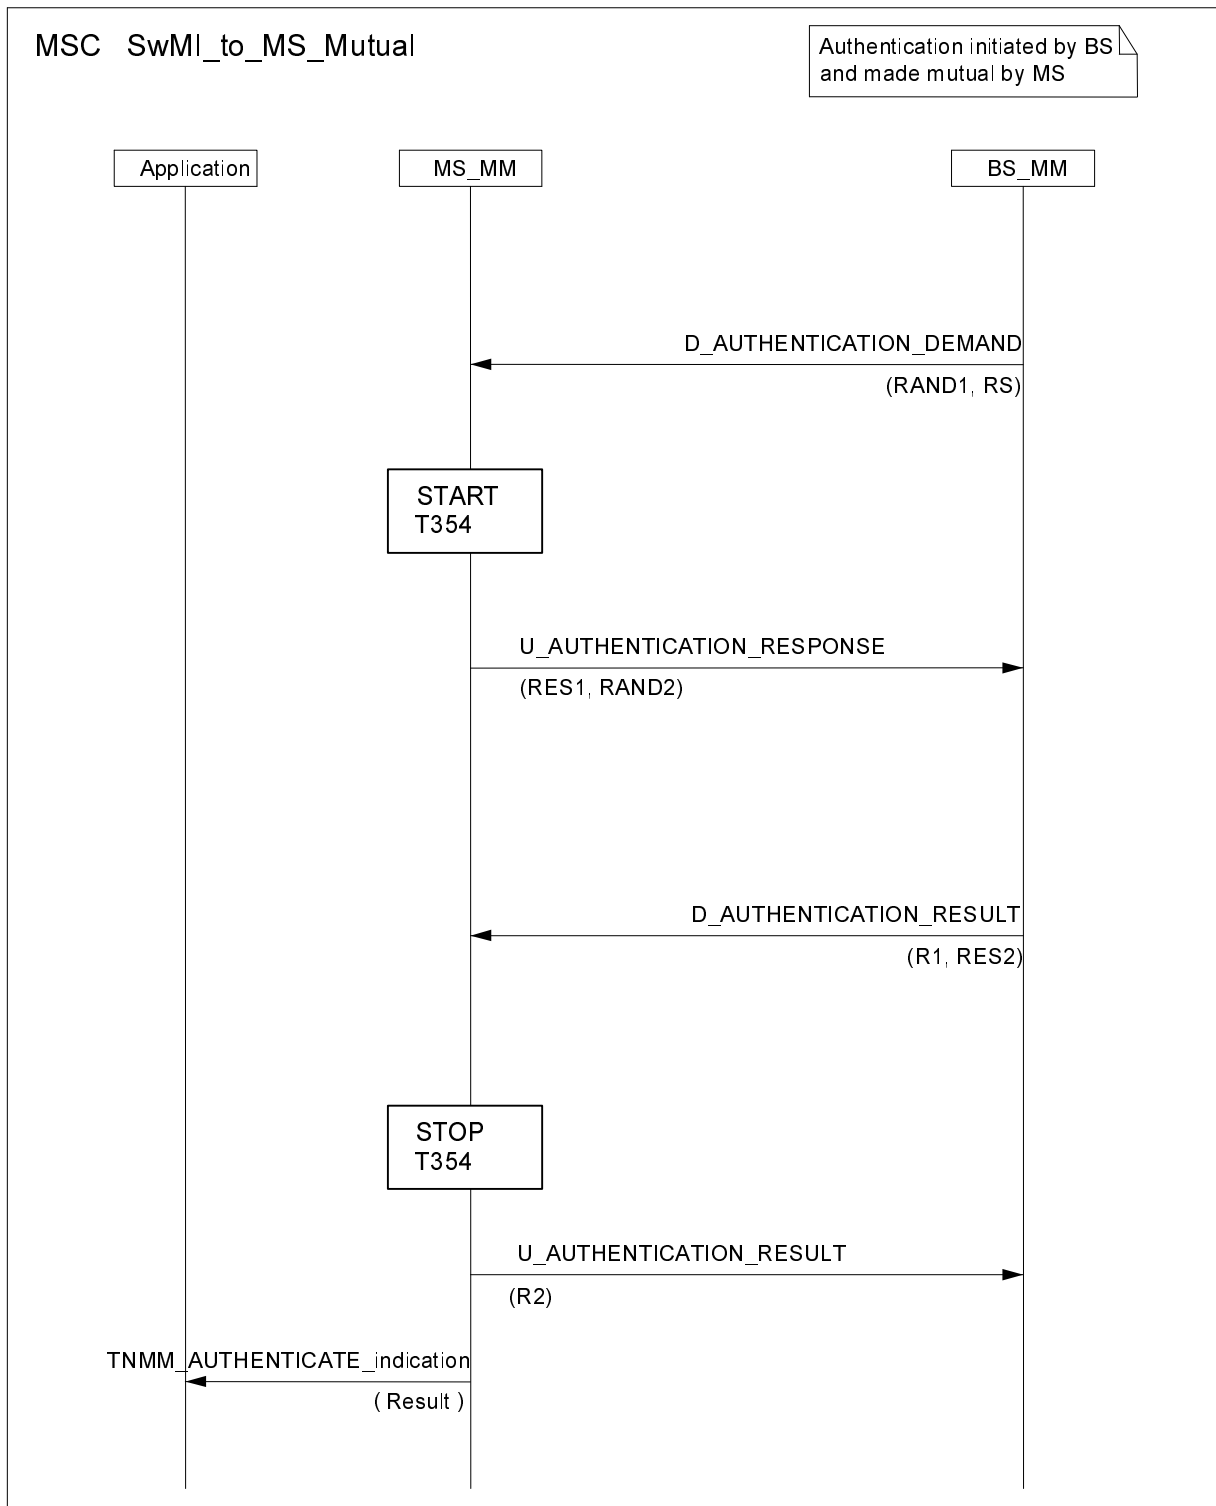 MSC SwMI_to_MS_Mutual
Authentication initiated by BS
and made mutual by MS
Application
MS_MM
BS_MM
D_AUTHENTICATION_DEMAND
(RAND1, RS)
START
T354
U_AUTHENTICATION_RESPONSE
(RES1, RAND2)
D_AUTHENTICATION_RESULT
(R1, RES2)
STOP
T354
U_AUTHENTICATION_RESULT
(R2)
TNMM_AUTHENTICATE_indication
( Result )